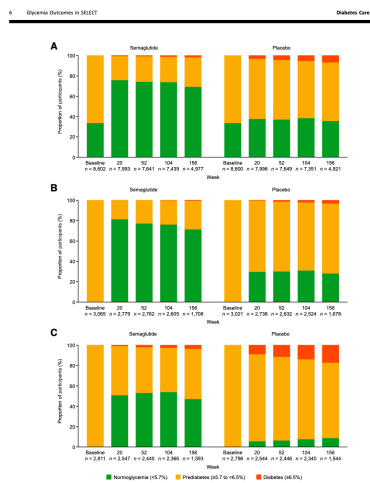 6 Glycemia Outcomes in SELECT Diabetes Care
A
Semaglutide Placebo
Proportion of participants (%)
100
80
60
40
20
0
Baseline 20 52 104 156 Baseline 20 52 104 156
n = 8,802 n = 7,993 n = 7,641 n = 7,439 n = 4,977 n = 8,800 n = 7,998 n = 7,649 n = 7,351 n = 4,921
Week
B
Semaglutide Placebo
Proportion of participants (%)
100
80
60
40
20
0
Baseline 20 52 104 156 Baseline 20 52 104 156
n = 3,065 n = 2,779 n = 2,762 n = 2,605 n = 1,708 n = 3,021 n = 2,738 n = 2,632 n = 2,524 n = 1,678
Week
C
Semaglutide Placebo
Proportion of participants (%)
100
80
60
40
20
0
Baseline 20 52 104 156 Baseline 20 52 104 156
n = 2,811 n = 2,547 n = 2,440 n = 2,366 n = 1,593 n = 2,798 n = 2,544 n = 2,446 n = 2,340 n = 1,544
Week
Normoglycemia (<5.7%) Prediabetes (≥5.7 to <6.5%) Diabetes (≥6.5%)